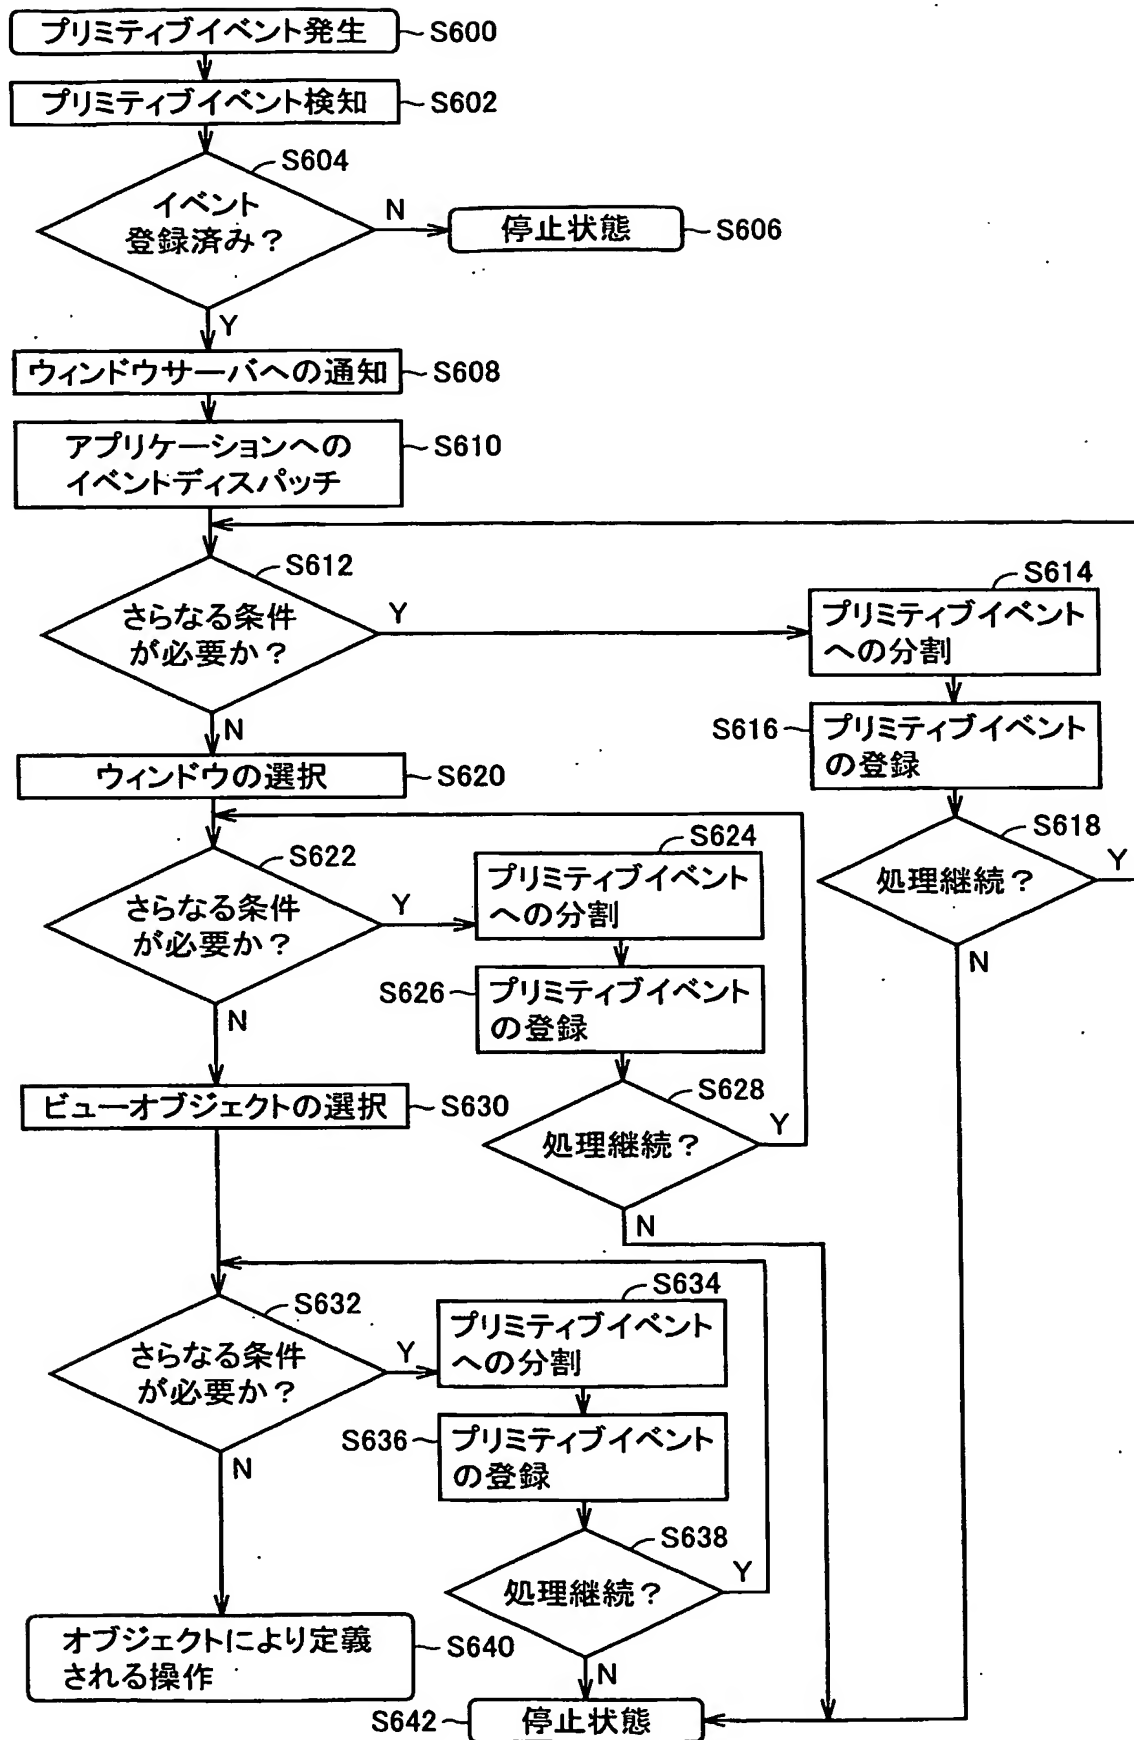 プリミティブイベント発生
S600
プリミティブイベント検知
S602
S604
イベント
登録済み？
N
停止状態
S606
Y
ウィンドウサーバへの通知
S608
アプリケーションへの
イベントディスパッチ
S610
S612
さらなる条件
が必要か？
Y
S614
プリミティブイベント
への分割
N
S616
プリミティブイベント
の登録
ウィンドウの選択
S620
S618
処理継続？
Y
N
S622
さらなる条件
が必要か？
Y
S624
プリミティブイベント
への分割
S626
プリミティブイベント
の登録
N
ビューオブジェクトの選択
S630
S628
処理継続？
Y
N
S632
さらなる条件
が必要か？
Y
S634
プリミティブイベント
への分割
S636
プリミティブイベント
の登録
N
S638
処理継続？
Y
N
オブジェクトにより定義
される操作
S640
S642
停止状態